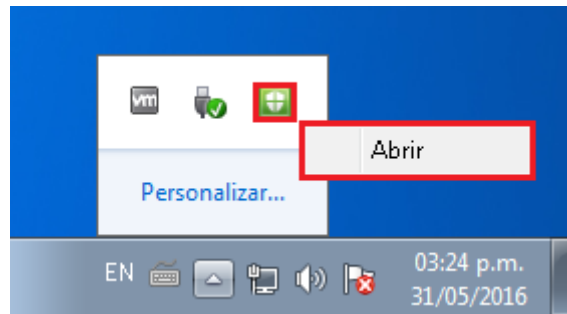 vm
Abrir
Personalizar...
EN
03:24 p.m.
31/05/2016